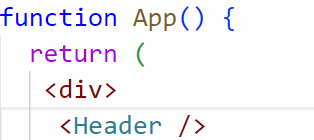 function App() {
  return (
    <div>
      <Header />